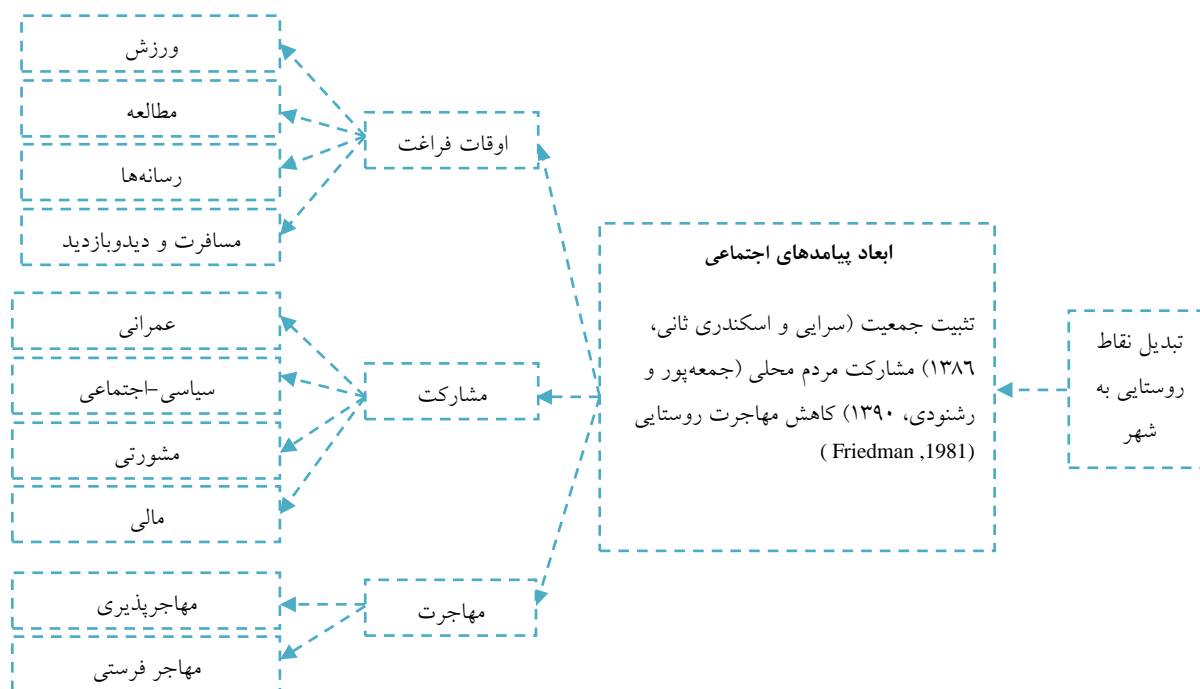 تبدیل نقاط
روستایی به
شهر
ابعاد پیامدهای اجتماعی
تثبیت جمعیت (سرایی و اسکندری ثانی،
۱۳۸۶) مشارکت مردم محلی (جمعه‌پور و
رشنودی، ۱۳۹۰) کاهش مهاجرت روستایی
( Friedman ,1981)
اوقات فراغت
ورزش
مطالعه
رسانه‌ها
مسافرت و دیدوبازدید
مشارکت
عمرانی
سیاسی-اجتماعی
مشورتی
مالی
مهاجرت
مهاجرپذیری
مهاجر فرستی